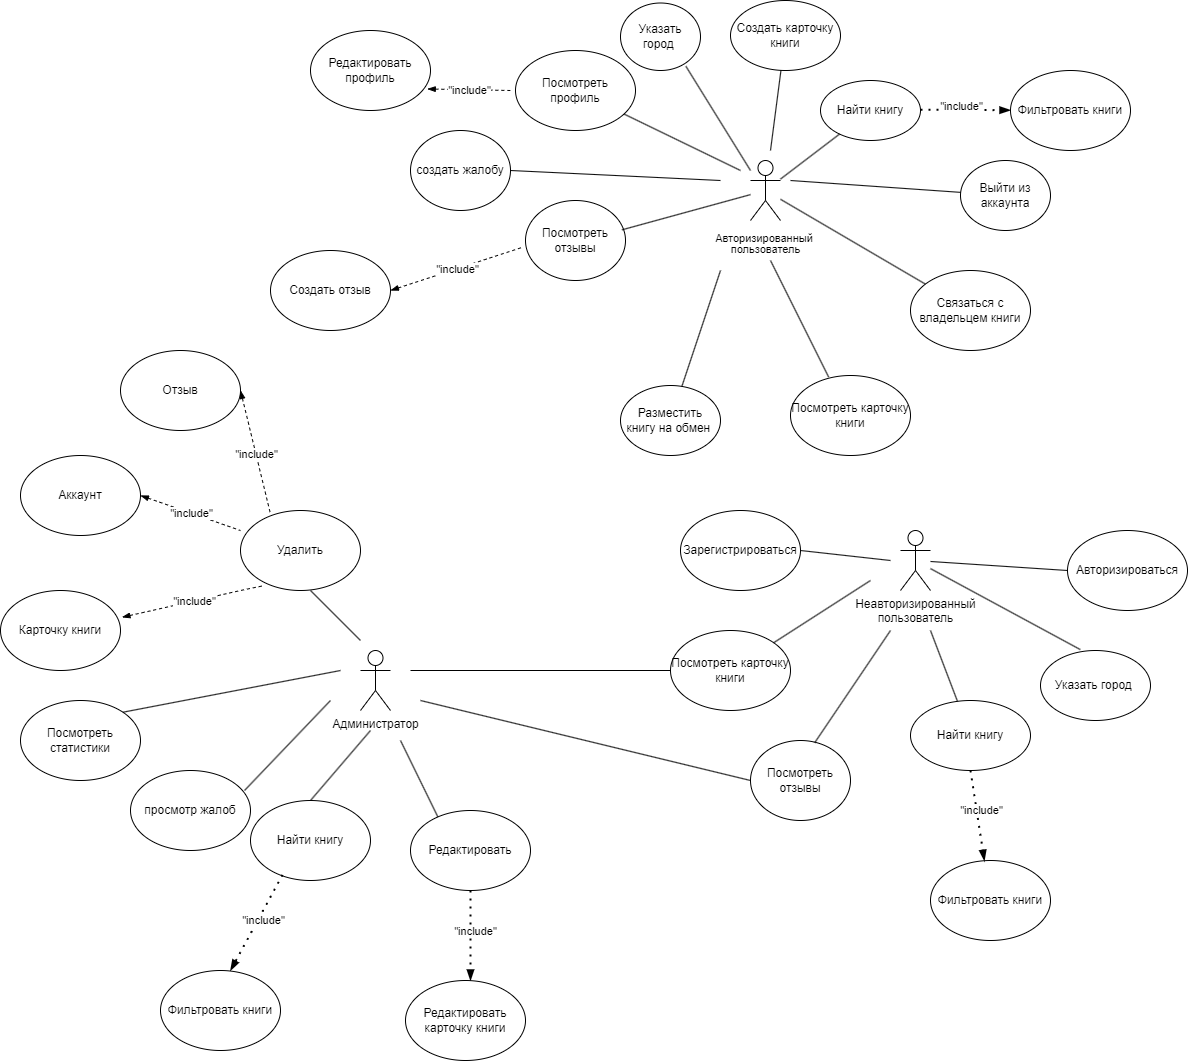 Указать
город
Создать карточку
книги
Редактировать
профиль
"include"
Посмотреть
профиль
Найти книгу
"include"
Фильтровать книги
создать жалобу
Выйти из
аккаунта
Посмотреть
отзывы
Авторизированный
пользователь
"include"
Создать отзыв
Связаться с
владельцем книги
Разместить
книгу на обмен
Посмотреть карточку
книги
Отзыв
"include"
Аккаунт
"include"
Удалить
"include"
Карточку книги
Зарегистрироваться
Авторизироваться
Неавторизированный
пользователь
Посмотреть карточку
книги
Указать город
Администратор
Посмотреть
статистики
Найти книгу
Посмотреть
отзывы
просмотр жалоб
Найти книгу
Редактировать
"include"
"include"
"include"
Фильтровать книги
Фильтровать книги
Редактировать
карточку книги